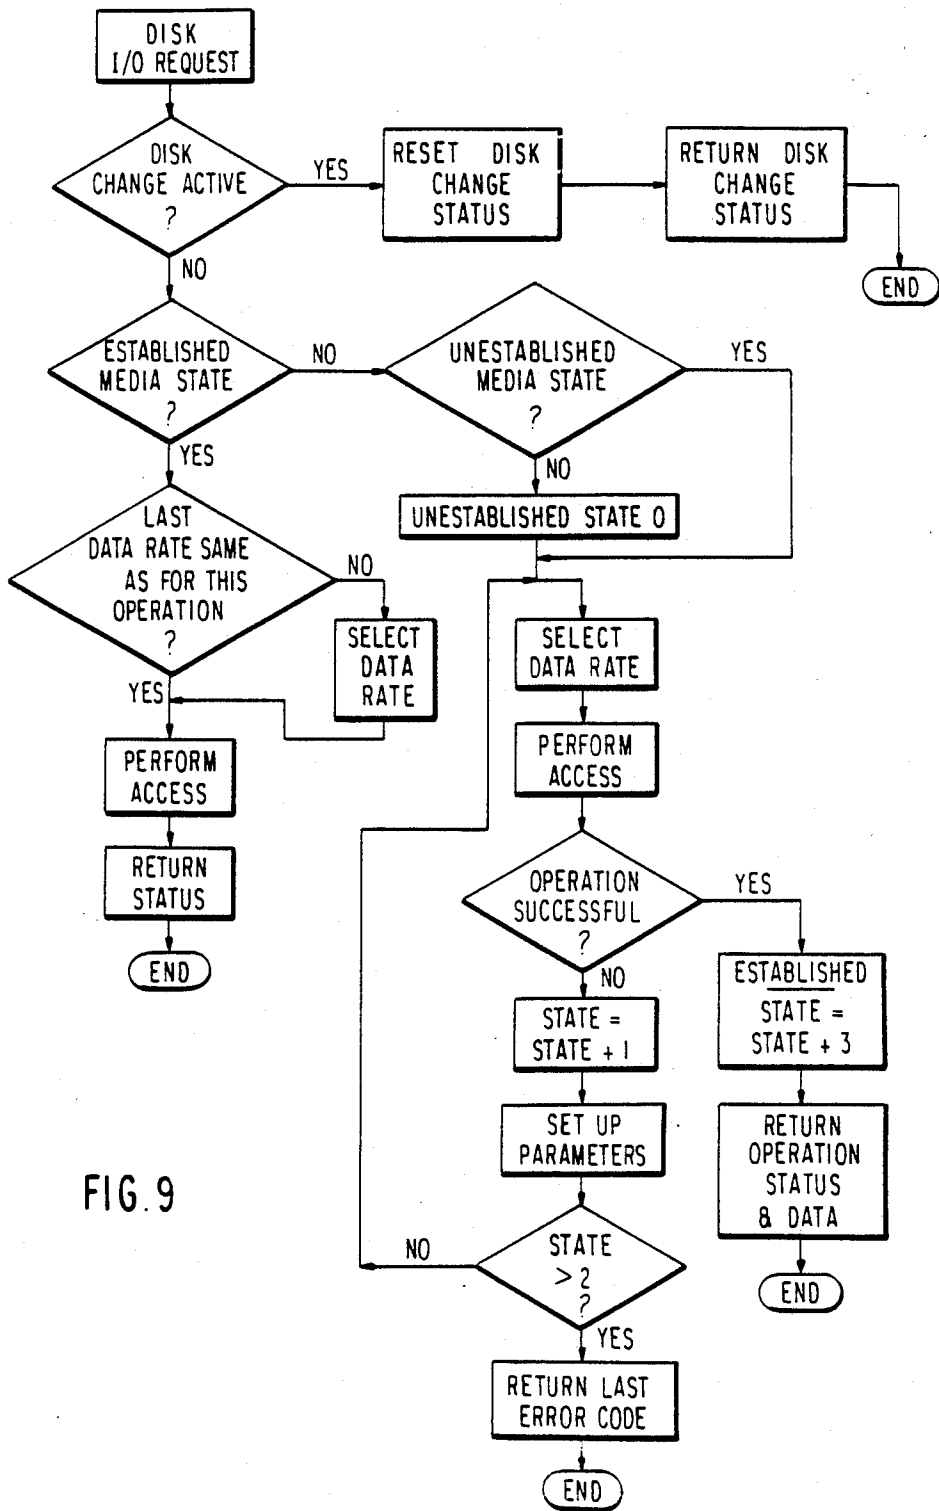 DISK
I/O REQUEST
DISK
CHANGE ACTIVE
?
YES
RESET DISK
CHANGE
STATUS
RETURN DISK
CHANGE
STATUS
END
NO
ESTABLISHED
MEDIA STATE
?
NO
UNESTABLISHED
MEDIA STATE
?
YES
YES
NO
UNESTABLISHED STATE 0
LAST
DATA RATE SAME
AS FOR THIS
OPERATION
?
NO
SELECT
DATA
RATE
YES
PERFORM
ACCESS
RETURN
STATUS
END
SELECT
DATA RATE
PERFORM
ACCESS
OPERATION
SUCCESSFUL
?
YES
NO
ESTABLISHED
STATE =
STATE + 3
STATE =
STATE + 1
SET UP
PARAMETERS
RETURN
OPERATION
STATUS
& DATA
END
STATE
> 2
?
NO
YES
RETURN LAST
ERROR CODE
END
FIG. 9